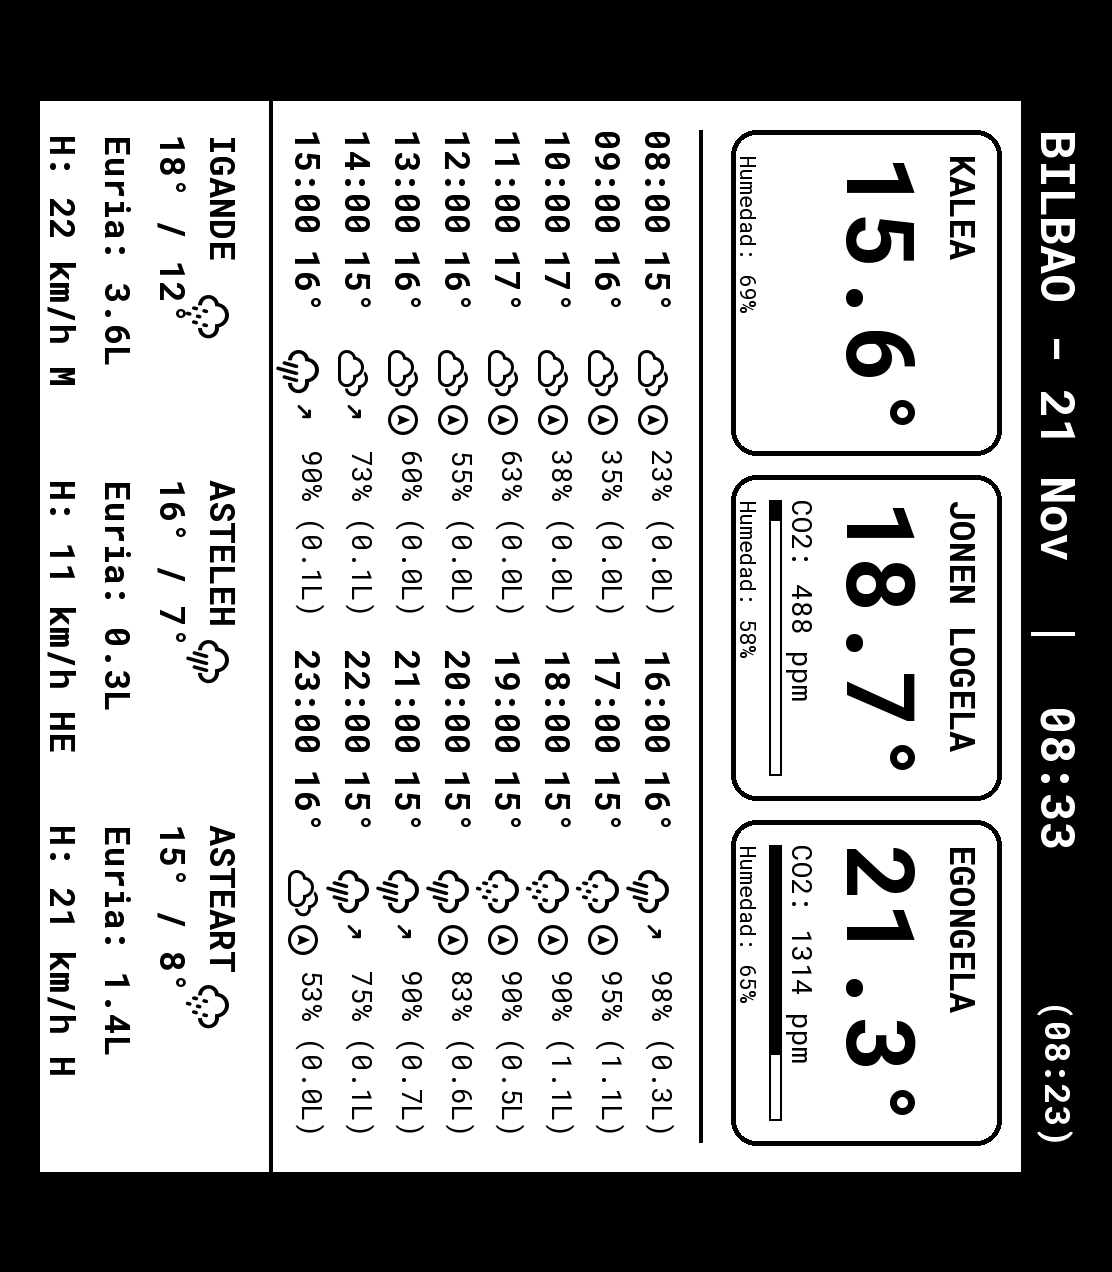 BILBAO - 21 Nov | 08:33 (08:23)
KALEA
15.6°
Humedad: 69%
JONEN LOGELA
18.7°
CO2: 488 ppm
Humedad: 58%
EGONGELA
21.3°
CO2: 1314 ppm
Humedad: 65%
08:00 15° 23% (0.0L)
09:00 16° 35% (0.0L)
10:00 17° 38% (0.0L)
11:00 17° 63% (0.0L)
12:00 16° 55% (0.0L)
13:00 16° 60% (0.0L)
14:00 15° 73% (0.1L)
15:00 16° 90% (0.1L)
16:00 16° 98% (0.3L)
17:00 15° 95% (1.1L)
18:00 15° 90% (1.1L)
19:00 15° 90% (0.5L)
20:00 15° 83% (0.6L)
21:00 15° 90% (0.7L)
22:00 15° 75% (0.1L)
23:00 16° 53% (0.0L)
IGANDE
18° / 12°
Euria: 3.6L
H: 22 km/h M
ASTELEH
16° / 7°
Euria: 0.3L
H: 11 km/h HE
ASTEART
15° / 8°
Euria: 1.4L
H: 21 km/h H